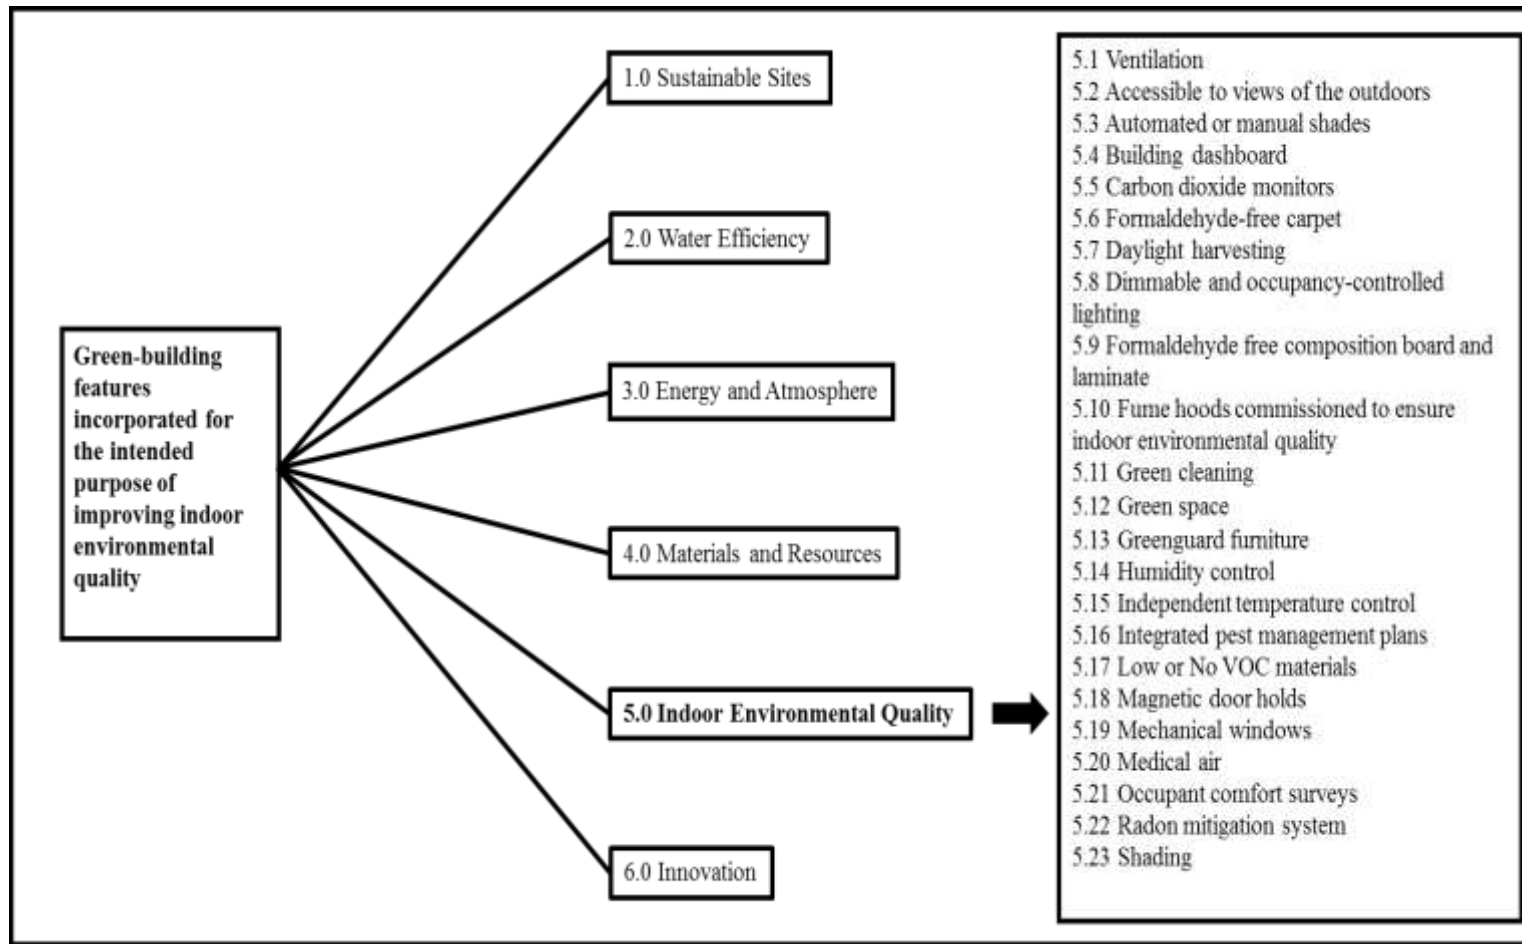 Green-building
features
incorporated for
the intended
purpose of
improving indoor
environmental
quality
1.0 Sustainable Sites
2.0 Water Efficiency
3.0 Energy and Atmosphere
4.0 Materials and Resources
5.0 Indoor Environmental Quality
6.0 Innovation
5.1 Ventilation
5.2 Accessible to views of the outdoors
5.3 Automated or manual shades
5.4 Building dashboard
5.5 Carbon dioxide monitors
5.6 Formaldehyde-free carpet
5.7 Daylight harvesting
5.8 Dimmable and occupancy-controlled
lighting
5.9 Formaldehyde free composition board and
laminate
5.10 Fume hoods commissioned to ensure
indoor environmental quality
5.11 Green cleaning
5.12 Green space
5.13 Greenguard furniture
5.14 Humidity control
5.15 Independent temperature control
5.16 Integrated pest management plans
5.17 Low or No VOC materials
5.18 Magnetic door holds
5.19 Mechanical windows
5.20 Medical air
5.21 Occupant comfort surveys
5.22 Radon mitigation system
5.23 Shading